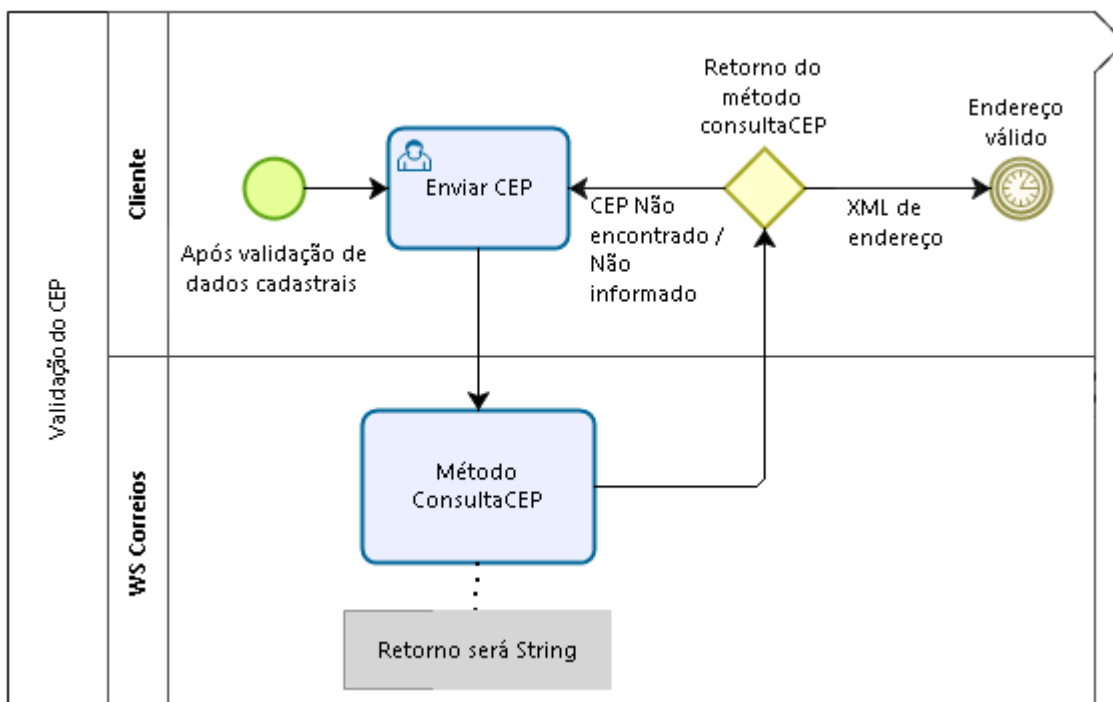 Validação do CEP
Cliente
Após validação de
dados cadastrais
Enviar CEP
CEP Não
encontrado /
Não
informado
Retorno do
método
consultaCEP
XML de
endereço
Endereço
válido
WS Correios
Método
ConsultaCEP
Retorno será String